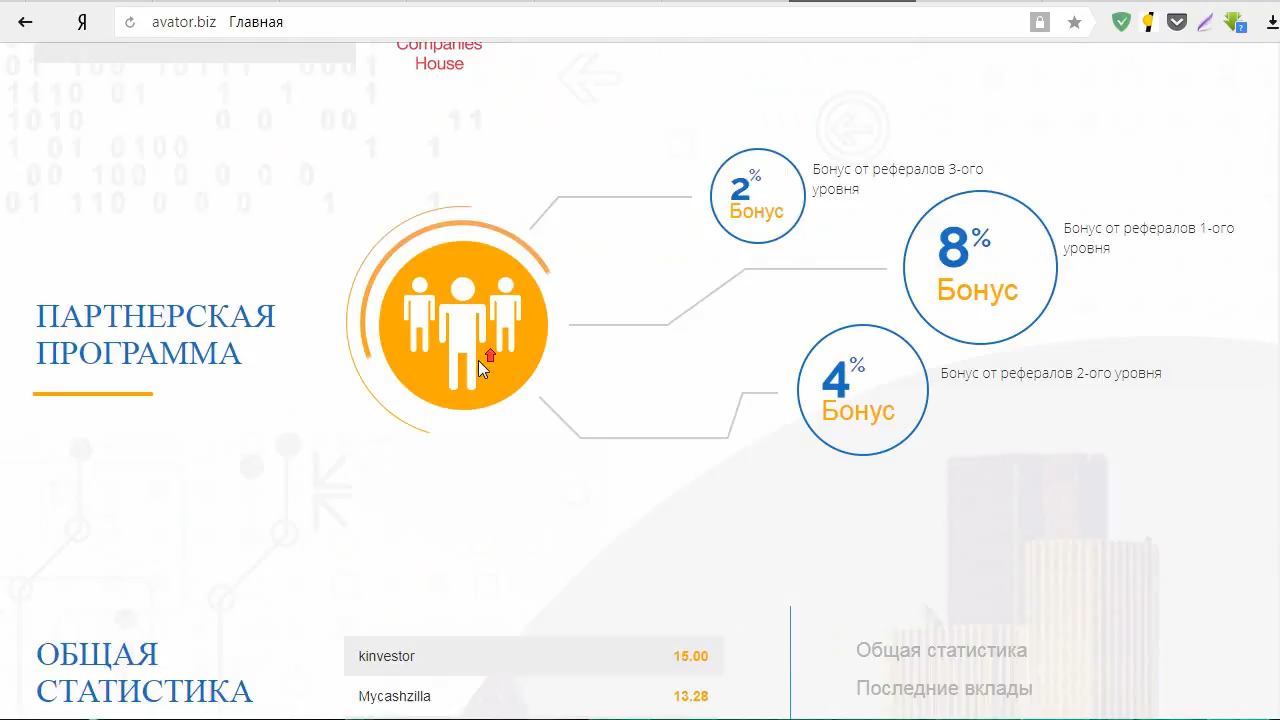 avator.biz Главная
Companies
House
ПАРТНЕРСКАЯ
ПРОГРАММА
2%
Бонус
Бонус от рефералов 3-ого
уровня
8%
Бонус
Бонус от рефералов 1-ого
уровня
4%
Бонус
Бонус от рефералов 2-ого уровня
ОБЩАЯ
СТАТИСТИКА
kinvestor 15.00
Mycashzilla 13.28
Общая статистика
Последние вклады